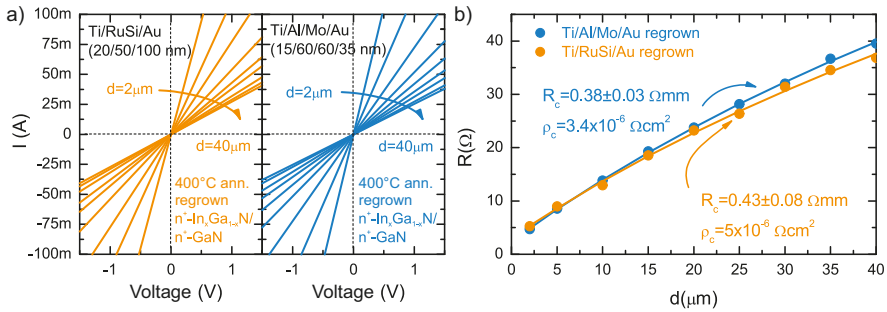 a)
Ti/RuSi/Au
(20/50/100 nm)
d=2μm
d=40μm
400°C ann.
regrown
n⁺-InₓGa₁₋ₓN/
n⁺-GaN
Ti/Al/Mo/Au
(15/60/60/35 nm)
d=2μm
d=40μm
400°C ann.
regrown
n⁺-InₓGa₁₋ₓN/
n⁺-GaN
100m
75m
50m
25m
0
-25m
-50m
-75m
-100m
I (A)
-1 0 1
-1 0 1
Voltage (V)
Voltage (V)
b)
Ti/Al/Mo/Au regrown
Ti/RuSi/Au regrown
R_c=0.38±0.03 Ωmm
ρ_c=3.4x10⁻⁶ Ωcm²
R_c=0.43±0.08 Ωmm
ρ_c=5x10⁻⁶ Ωcm²
40
30
20
10
0
R(Ω)
0 5 10 15 20 25 30 35 40
d(μm)